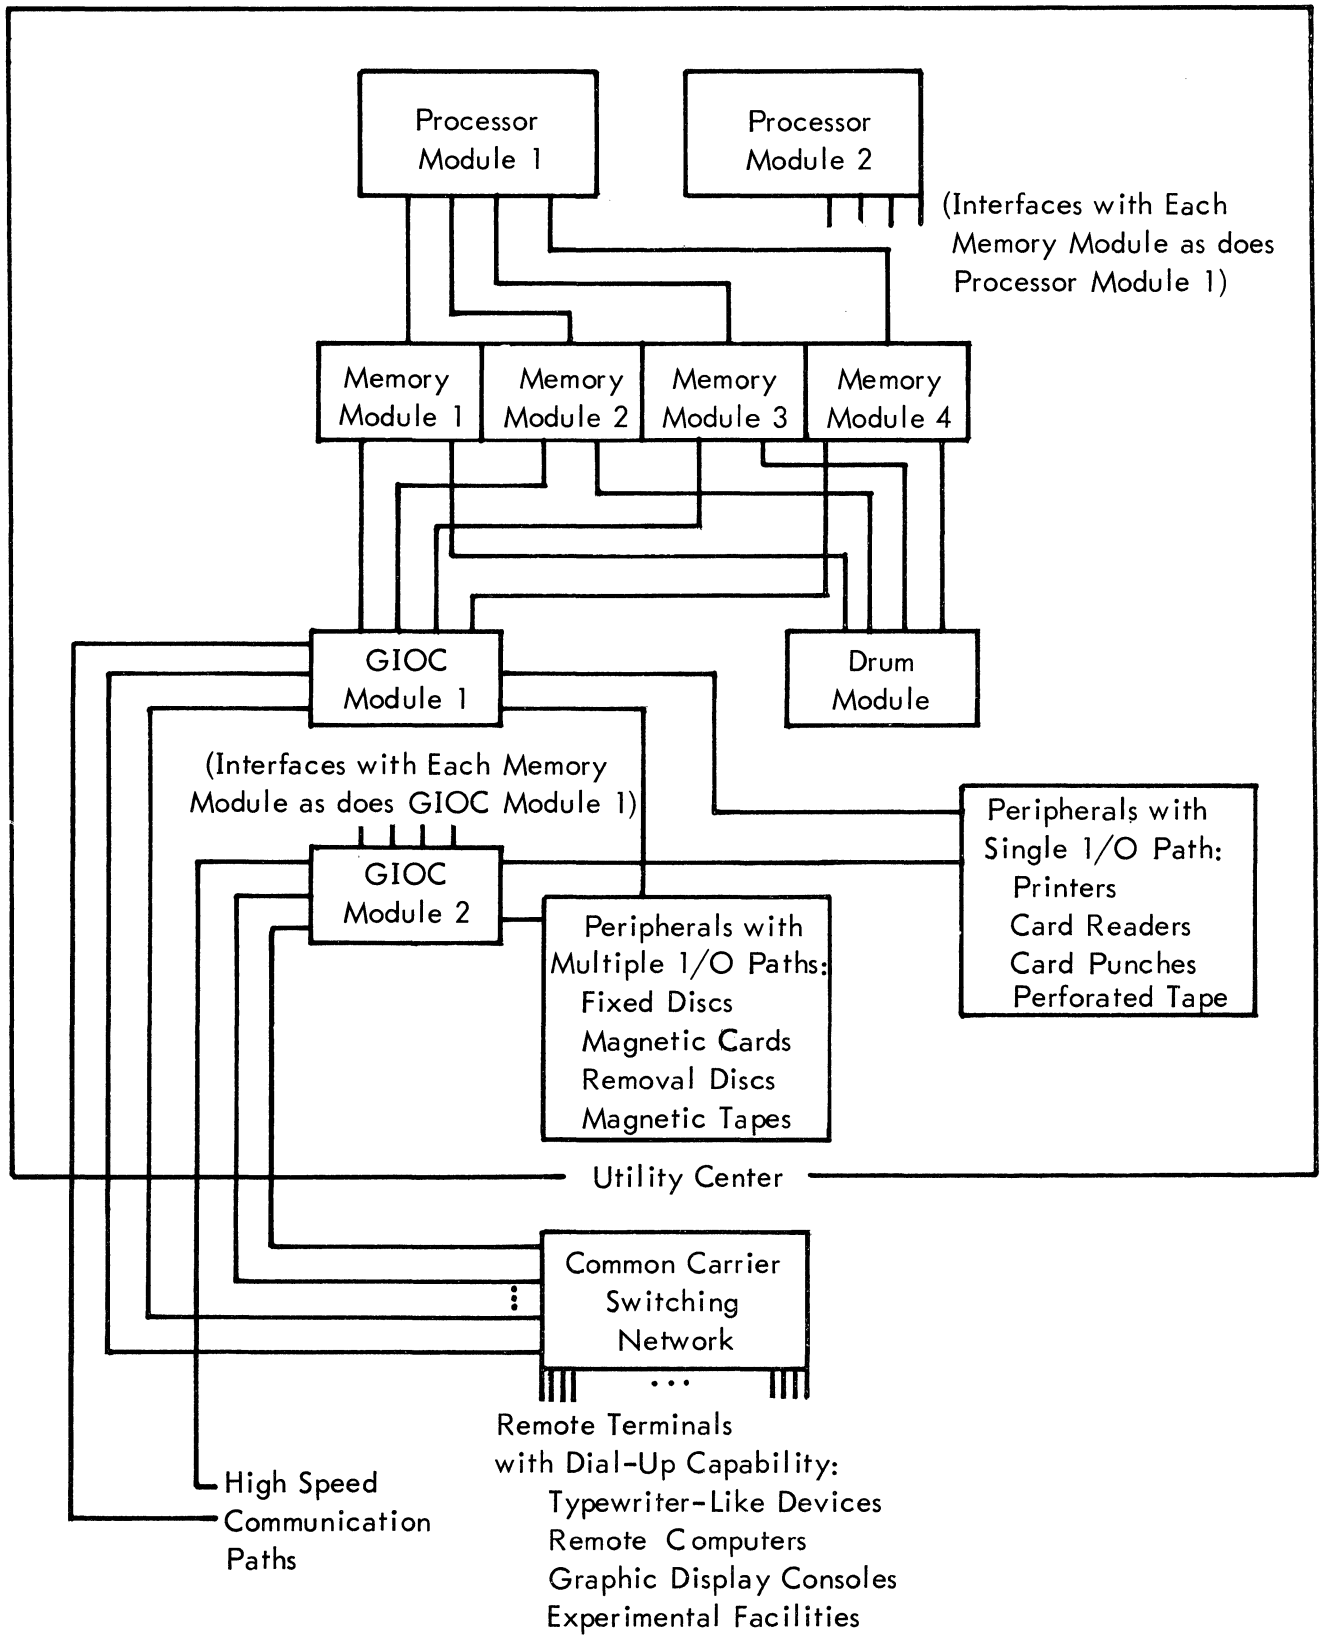 Processor
Module 1
Processor
Module 2
(Interfaces with Each
Memory Module as does
Processor Module 1)
Memory
Module 1
Memory
Module 2
Memory
Module 3
Memory
Module 4
GIOC
Module 1
Drum
Module
(Interfaces with Each Memory
Module as does GIOC Module 1)
GIOC
Module 2
Peripherals with
Single 1/O Path:
Printers
Card Readers
Card Punches
Perforated Tape
Peripherals with
Multiple 1/O Paths:
Fixed Discs
Magnetic Cards
Removal Discs
Magnetic Tapes
Utility Center
Common Carrier
Switching
Network
...
Remote Terminals
with Dial-Up Capability:
Typewriter-Like Devices
Remote Computers
Graphic Display Consoles
Experimental Facilities
High Speed
Communication
Paths